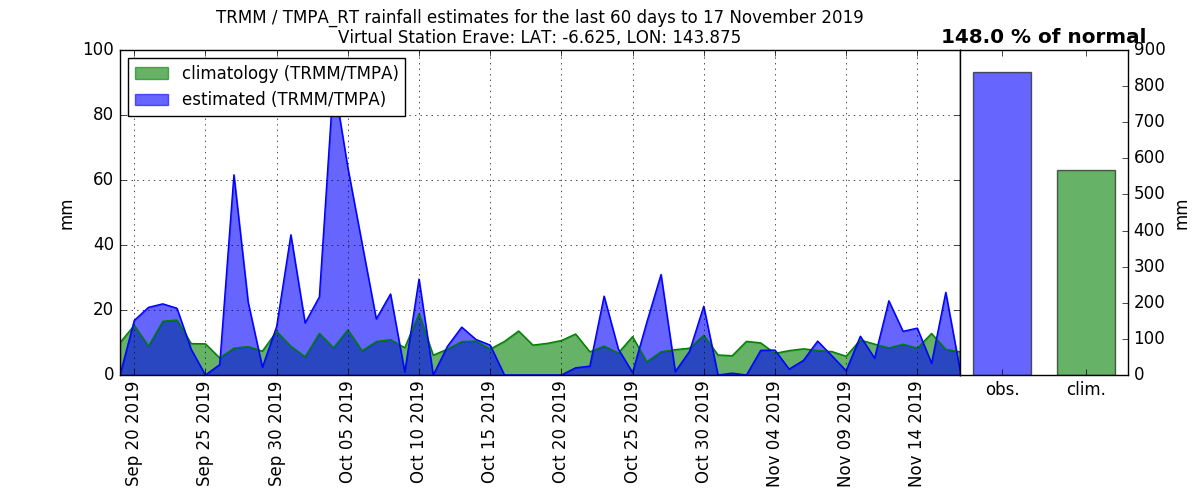 TRMM / TMPA_RT rainfall estimates for the last 60 days to 17 November 2019
Virtual Station Erave: LAT: -6.625, LON: 143.875
148.0 % of normal
climatology (TRMM/TMPA)
estimated (TRMM/TMPA)
100
80
60
40
20
0
mm
Sep 20 2019
Sep 25 2019
Sep 30 2019
Oct 05 2019
Oct 10 2019
Oct 15 2019
Oct 20 2019
Oct 25 2019
Oct 30 2019
Nov 04 2019
Nov 09 2019
Nov 14 2019
obs.
clim.
900
800
700
600
500
400
300
200
100
0
mm